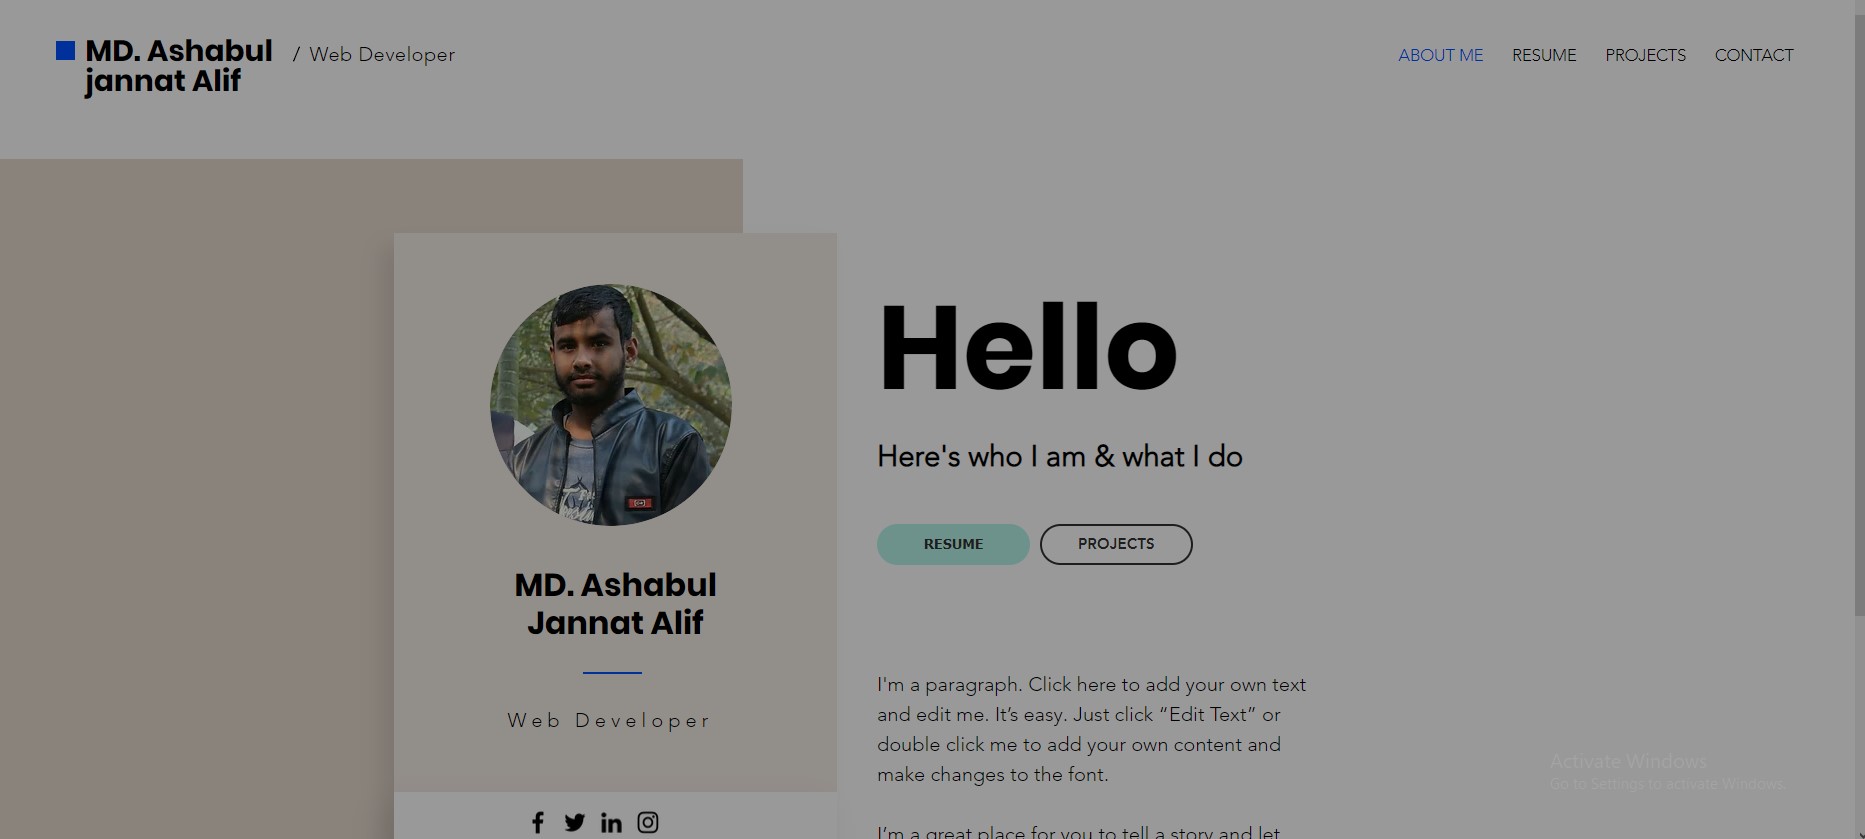 MD. Ashabul
jannat Alif
/ Web Developer
ABOUT ME
RESUME
PROJECTS
CONTACT
MD. Ashabul
Jannat Alif
Web Developer
Hello
Here's who I am & what I do
RESUME
PROJECTS
I'm a paragraph. Click here to add your own text
and edit me. It’s easy. Just click “Edit Text” or
double click me to add your own content and
make changes to the font.
I’m a great place for you to tell a story and let
Activate Windows
Go to Settings to activate Windows.